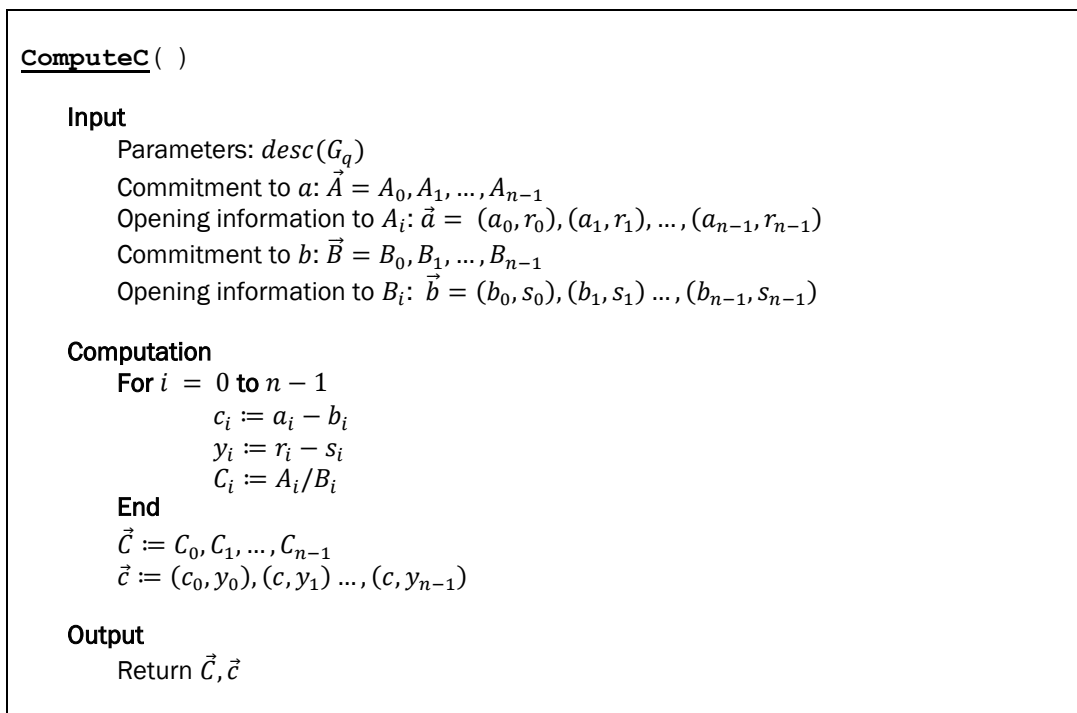 ComputeC( )
Input
Parameters: desc(G_q)
Commitment to a: A⃗ = A_0, A_1, … , A_{n−1}
Opening information to A_i: a⃗ = (a_0, r_0), (a_1, r_1), … , (a_{n−1}, r_{n−1})
Commitment to b: B⃗ = B_0, B_1, … , B_{n−1}
Opening information to B_i: b⃗ = (b_0, s_0), (b_1, s_1) … , (b_{n−1}, s_{n−1})
Computation
For i = 0 to n − 1
c_i ≔ a_i − b_i
y_i ≔ r_i − s_i
C_i ≔ A_i/B_i
End
C⃗ ≔ C_0, C_1, … , C_{n−1}
c⃗ ≔ (c_0, y_0), (c, y_1) … , (c, y_{n−1})
Output
Return C⃗, c⃗